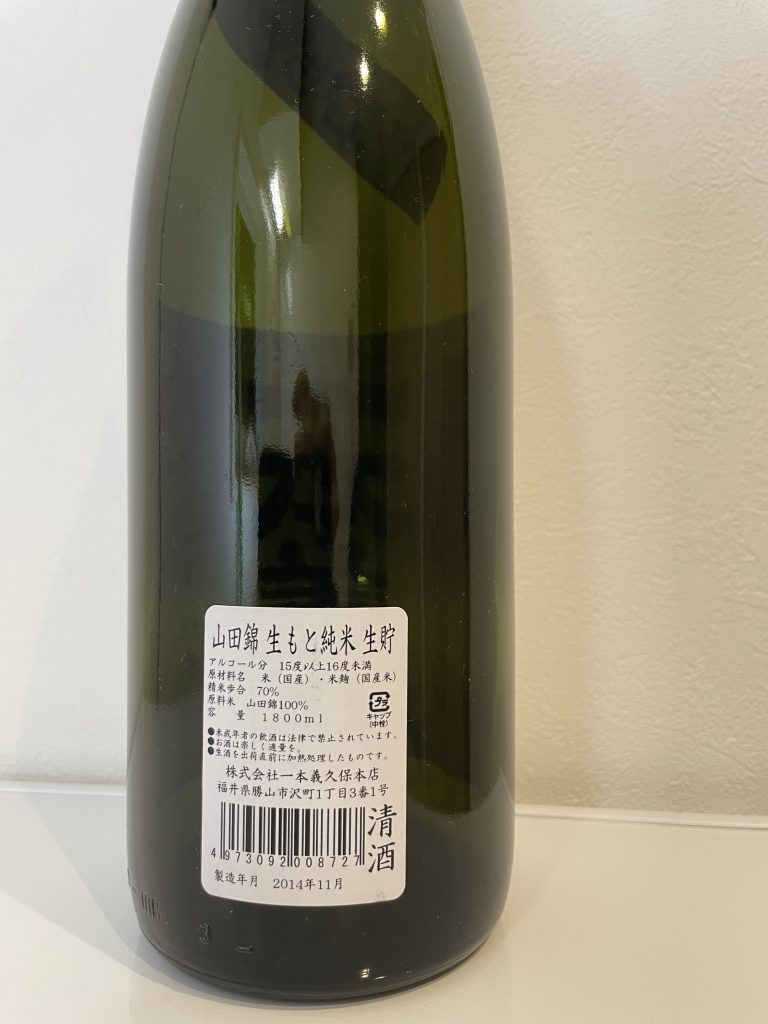 山田錦 生もと純米 生貯
アルコール分 15度以上16度未満
原材料名 米（国産）・米麹（国産米）
精米歩合 70%
原料米 山田錦100%
容量 1800ml
プラ
キャップ
(中栓)
●未成年者の飲酒は法律で禁止されています。
●お酒は楽しく適量を。
●生酒を出荷直前に加熱処理したものです。
株式会社一本義久保本店
福井県勝山市沢町1丁目3番1号
4973092008727
清酒
製造年月 2014年11月